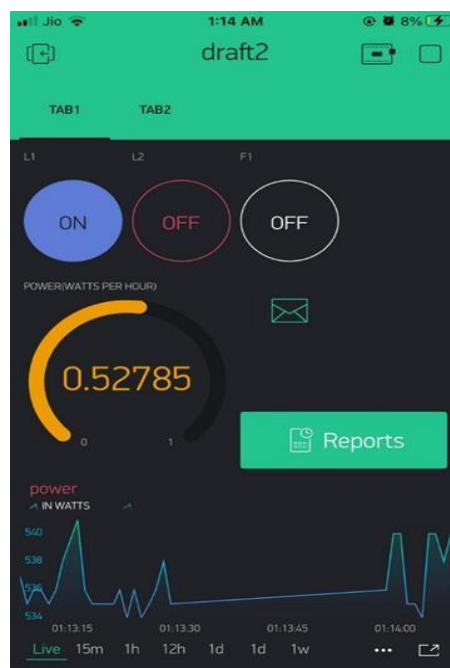 Jio 1:14 AM 8%
draft2
TAB1 TAB2
L1 L2 F1
ON OFF OFF
POWER(WATTS PER HOUR)
0.52785
0 1
Reports
power
IN WATTS
540
538
536
534
01:13:15 01:13:30 01:13:45 01:14:00
Live 15m 1h 12h 1d 1d 1w ...